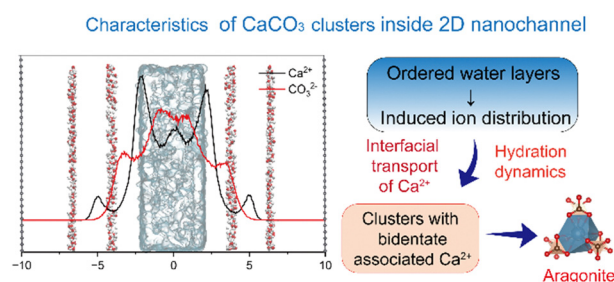 Characteristics of CaCO₃ clusters inside 2D nanochannel
Ca²⁺
CO₃²⁻
−10
−5
0
5
10
Ordered water layers
↓
Induced ion distribution
Interfacial
transport
of Ca²⁺
Hydration
dynamics
Clusters with
bidentate
associated Ca²⁺
Aragonite